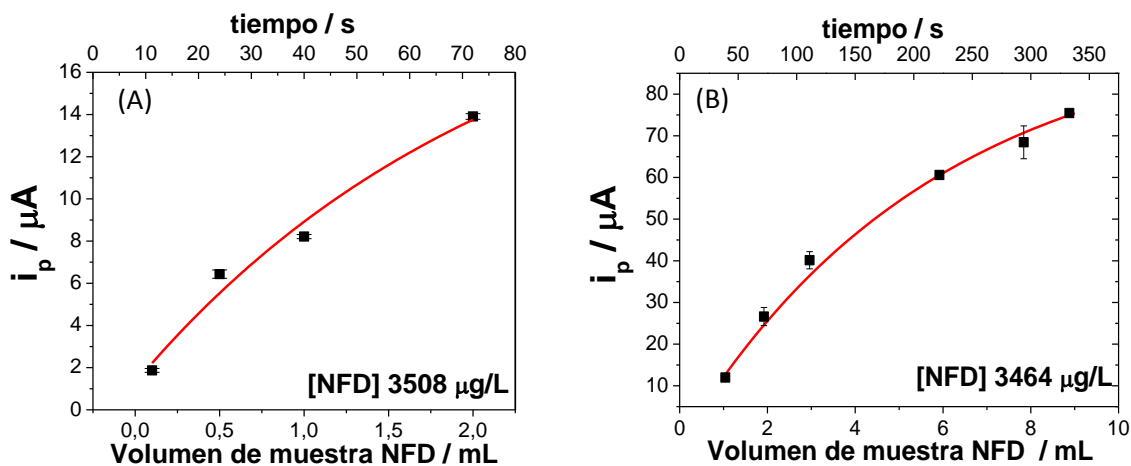 tiempo / s
0 10 20 30 40 50 60 70 80
16
14
12
10
8
6
4
2
0
(A)
i_p / μA
[NFD] 3508 μg/L
0,0 0,5 1,0 1,5 2,0
Volumen de muestra NFD / mL
tiempo / s
0 50 100 150 200 250 300 350
80
70
60
50
40
30
20
10
(B)
i_p / μA
[NFD] 3464 μg/L
0 2 4 6 8 10
Volumen de muestra NFD / mL